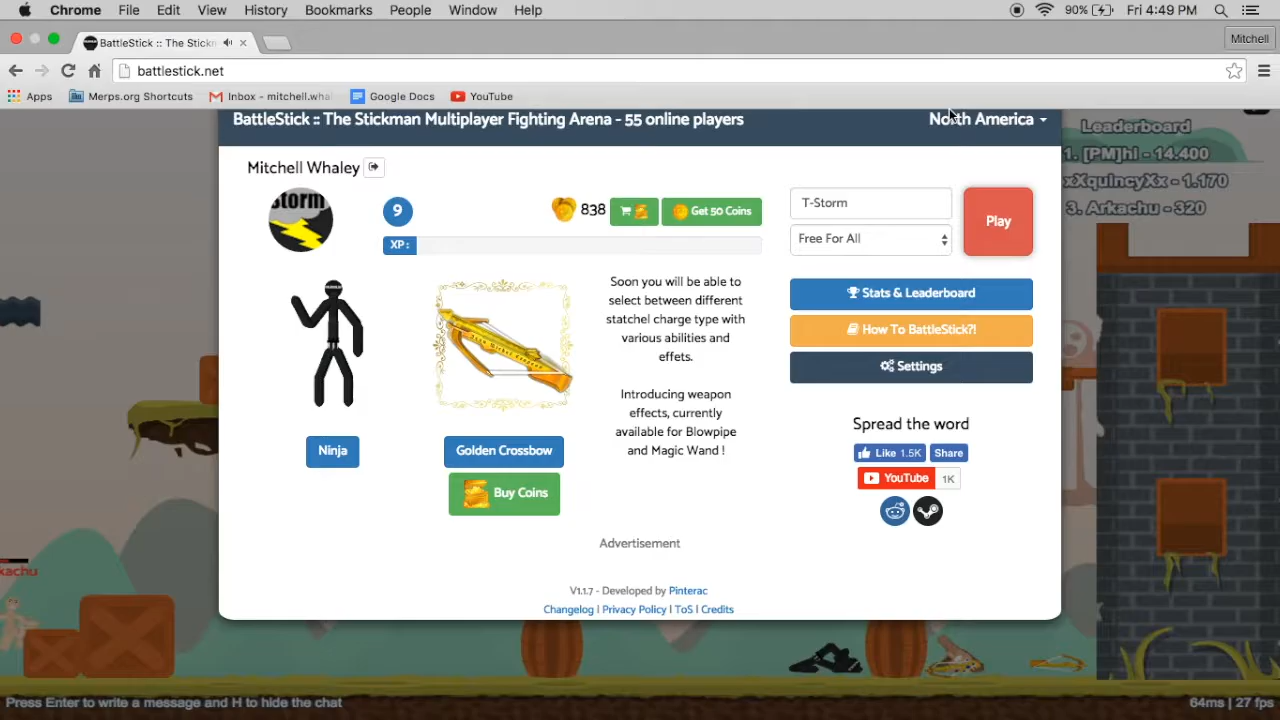 Chrome File Edit View History Bookmarks People Window Help 90% Fri 4:49 PM
BattleStick :: The Stickm Mitchell
battlestick.net
Apps Merps.org Shortcuts Inbox - mitchell.wha Google Docs YouTube
BattleStick :: The Stickman Multiplayer Fighting Arena - 55 online players North America
Leaderboard
1. [PM]hi - 14.400
xXquincyXx - 1.170
3. Arkachu - 320
Mitchell Whaley
storm
9
838
Get 50 Coins
XP :
T-Storm
Free For All
Play
Soon you will be able to
select between different
statchel charge type with
various abilities and
effets.
Introducing weapon
effects, currently
available for Blowpipe
and Magic Wand !
Stats & Leaderboard
How To BattleStick?!
Settings
Ninja
Golden Crossbow
Buy Coins
Spread the word
Like 1.5K Share
YouTube 1K
Advertisement
V1.1.7 - Developed by Pinterac
Changelog | Privacy Policy | ToS | Credits
kachu
Press Enter to write a message and H to hide the chat
64ms | 27 fps